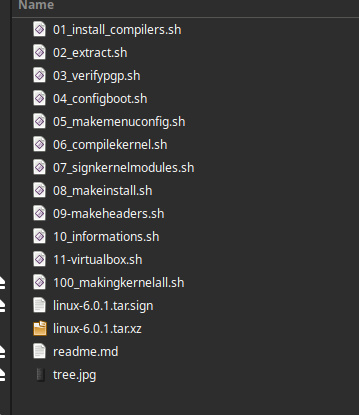 Name
01_install_compilers.sh
02_extract.sh
03_verifypgp.sh
04_configboot.sh
05_makemenuconfig.sh
06_compilekernel.sh
07_signkernelmodules.sh
08_makeinstall.sh
09-makeheaders.sh
10_informations.sh
11-virtualbox.sh
100_makingkernelall.sh
linux-6.0.1.tar.sign
linux-6.0.1.tar.xz
readme.md
tree.jpg